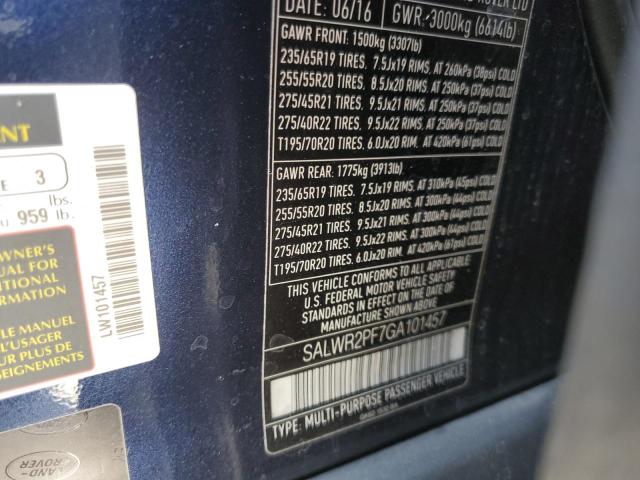 ROVER LTD
DATE: 06/16 GWR: 3000kg (6614lb)
GAWR FRONT: 1500kg (3307lb)
235/65R19 TIRES, 7.5Jx19 RIMS, AT 260kPa (38psi) COLD
255/55R20 TIRES, 8.5Jx20 RIMS, AT 250kPa (37psi) COLD
275/45R21 TIRES, 9.5Jx21 RIMS, AT 250kPa (37psi) COLD
275/40R22 TIRES, 9.5Jx22 RIMS, AT 250kPa (37psi) COLD
T195/70R20 TIRES, 6.0Jx20 RIM, AT 420kPa (61psi) COLD
GAWR REAR: 1775kg (3913lb)
235/65R19 TIRES, 7.5Jx19 RIMS, AT 310kPa (45psi) COLD
255/55R20 TIRES, 8.5Jx20 RIMS, AT 300kPa (44psi) COLD
275/45R21 TIRES, 9.5Jx21 RIMS, AT 300kPa (44psi) COLD
275/40R22 TIRES, 9.5Jx22 RIMS, AT 300kPa (44psi) COLD
T195/70R20 TIRES, 6.0Jx20 RIM, AT 420kPa (61psi) COLD
THIS VEHICLE CONFORMS TO ALL APPLICABLE
U.S. FEDERAL MOTOR VEHICLE SAFETY
STANDARDS IN EFFECT ON THE DATE OF
MANUFACTURE SHOWN ABOVE.
SALWR2PF7GA101457
TYPE: MULTI-PURPOSE PASSENGER VEHICLE
3
lbs.
959 lb.
OWNER'S
MANUEL
L'USAGER
PLUS DE
LW101457
LAND
ROVER